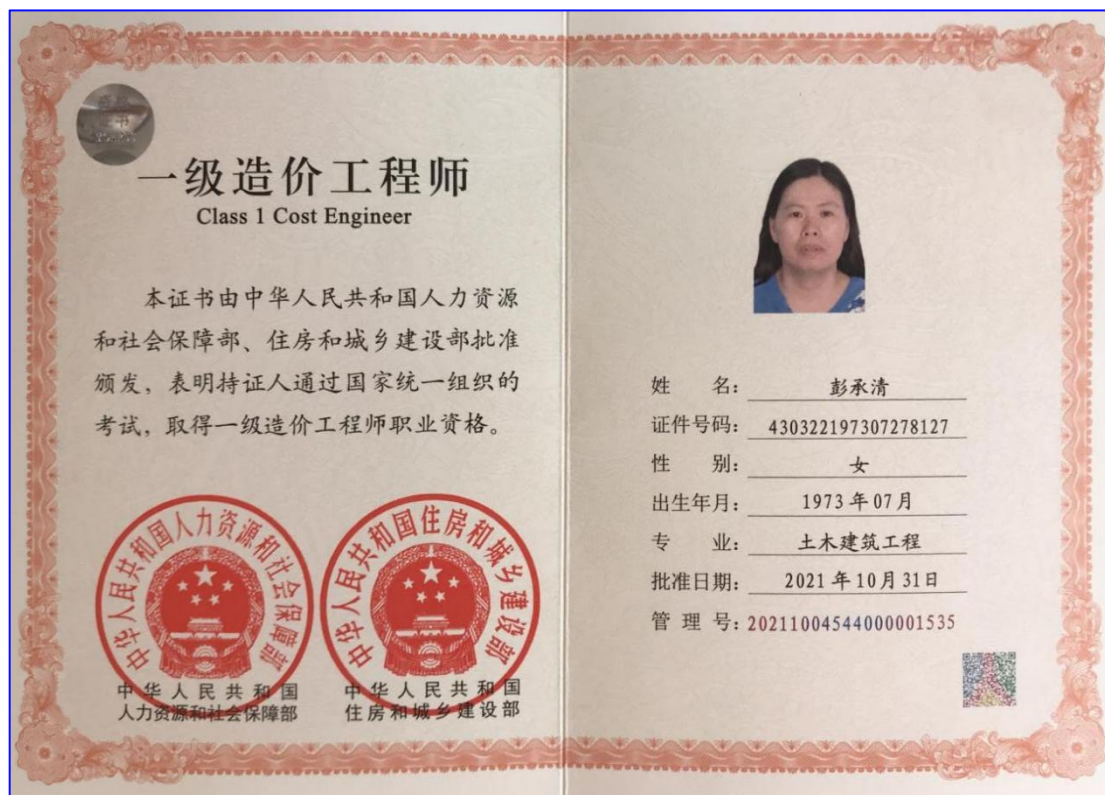 一级造价工程师
Class 1 Cost Engineer
本证书由中华人民共和国人力资源
和社会保障部、住房和城乡建设部批准
颁发，表明持证人通过国家统一组织的
考试，取得一级造价工程师职业资格。
中华人民共和国人力资源和社会保障部
中华人民共和国
人力资源和社会保障部
中华人民共和国住房和城乡建设部
中华人民共和国
住房和城乡建设部
姓 名：彭承清
证件号码：430322197307278127
性 别：女
出生年月：1973年07月
专 业：土木建筑工程
批准日期：2021年10月31日
管 理 号：20211004544000001535